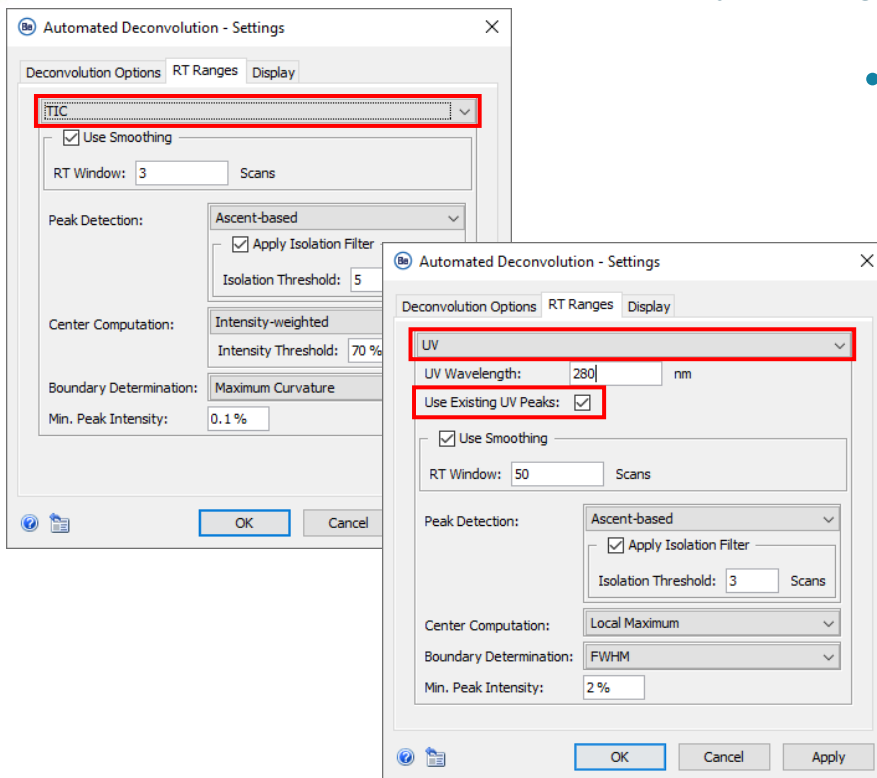 Be Automated Deconvolution - Settings
Deconvolution Options RT Ranges Display
TIC
Use Smoothing
RT Window: 3 Scans
Peak Detection: Ascent-based
Apply Isolation Filter
Isolation Threshold: 5
Center Computation: Intensity-weighted
Intensity Threshold: 70 %
Boundary Determination: Maximum Curvature
Min. Peak Intensity: 0.1 %
OK Cancel
Be Automated Deconvolution - Settings
Deconvolution Options RT Ranges Display
UV
UV Wavelength: 280 nm
Use Existing UV Peaks:
Use Smoothing
RT Window: 50 Scans
Peak Detection: Ascent-based
Apply Isolation Filter
Isolation Threshold: 3 Scans
Center Computation: Local Maximum
Boundary Determination: FWHM
Min. Peak Intensity: 2 %
OK Cancel Apply